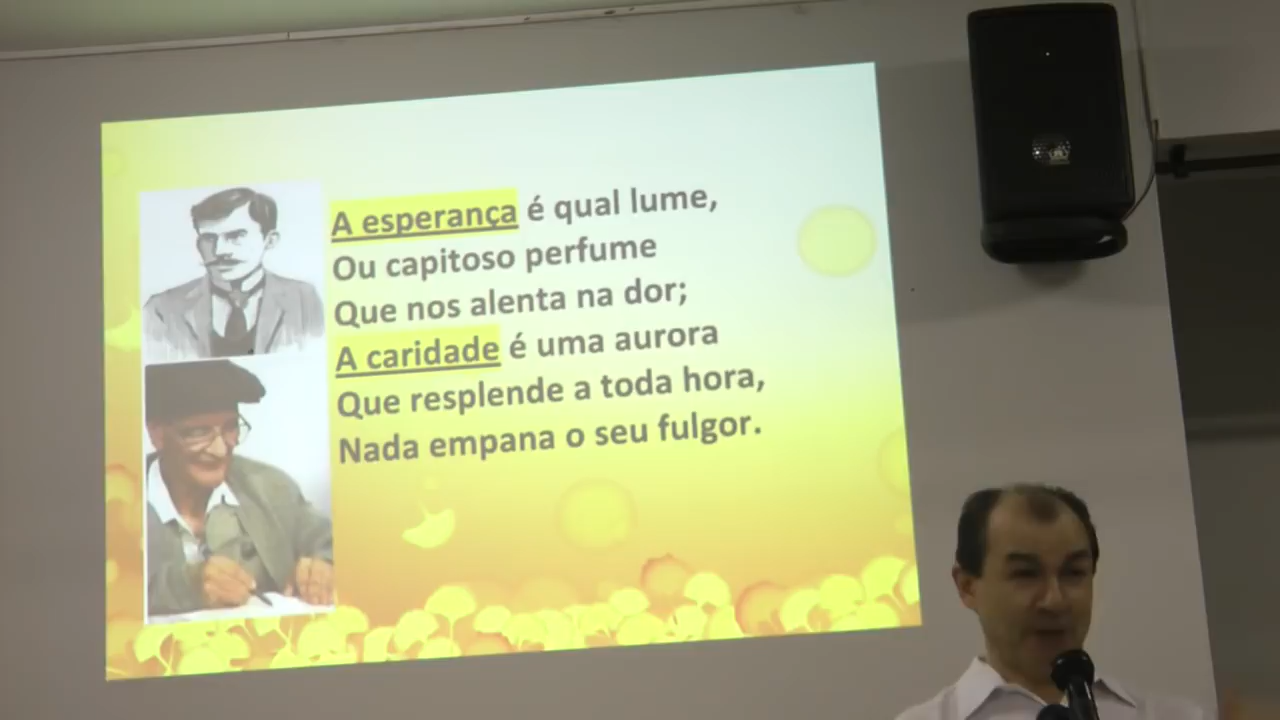 A esperança é qual lume,
Ou capitoso perfume
Que nos alenta na dor;
A caridade é uma aurora
Que resplende a toda hora,
Nada empana o seu fulgor.